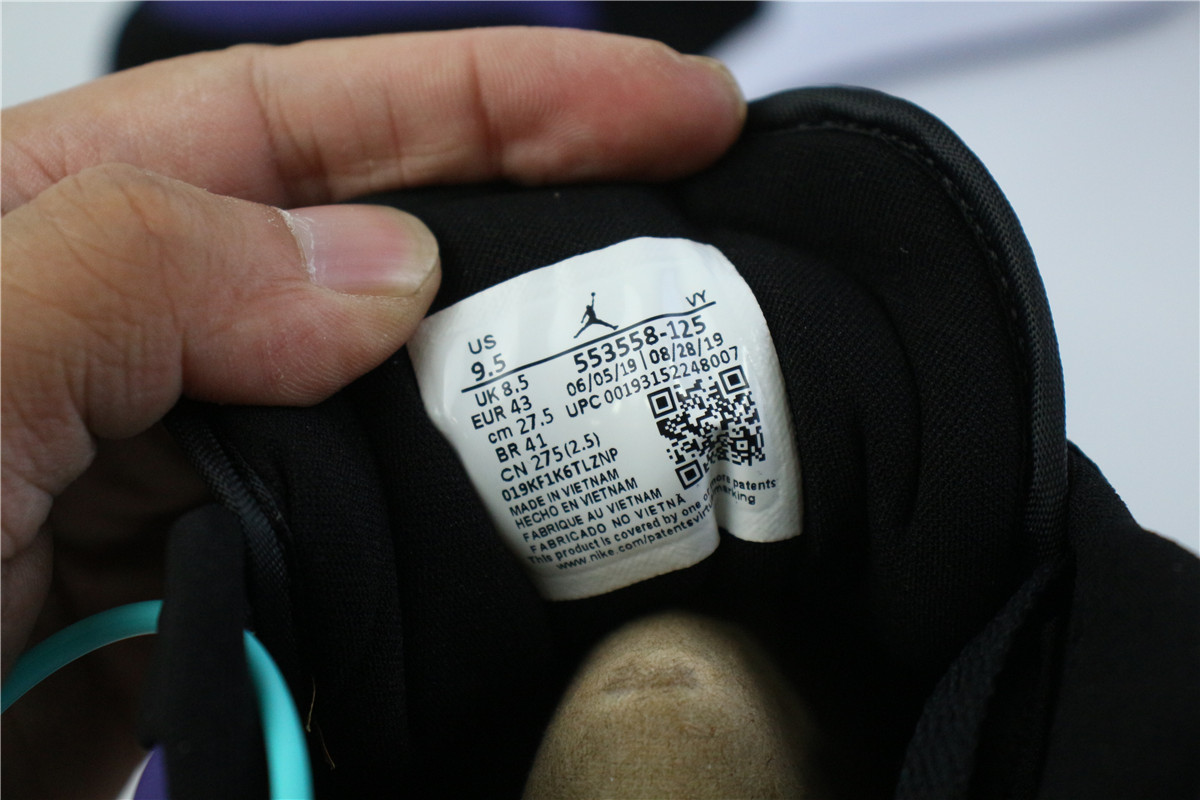 US
9.5
VY
553558-125
UK 8.5
06/05/19 | 08/28/19
EUR 43
UPC 00193152248007
cm 27.5
BR 41
CN 275 (2.5)
019KF1K6TLZNP
MADE IN VIETNAM
HECHO EN VIETNAM
FABRIQUE AU VIETNAM
FABRICADO NO VIETNÃ
This product is covered by one or more patents
www.nike.com/patentsvirtualmarking